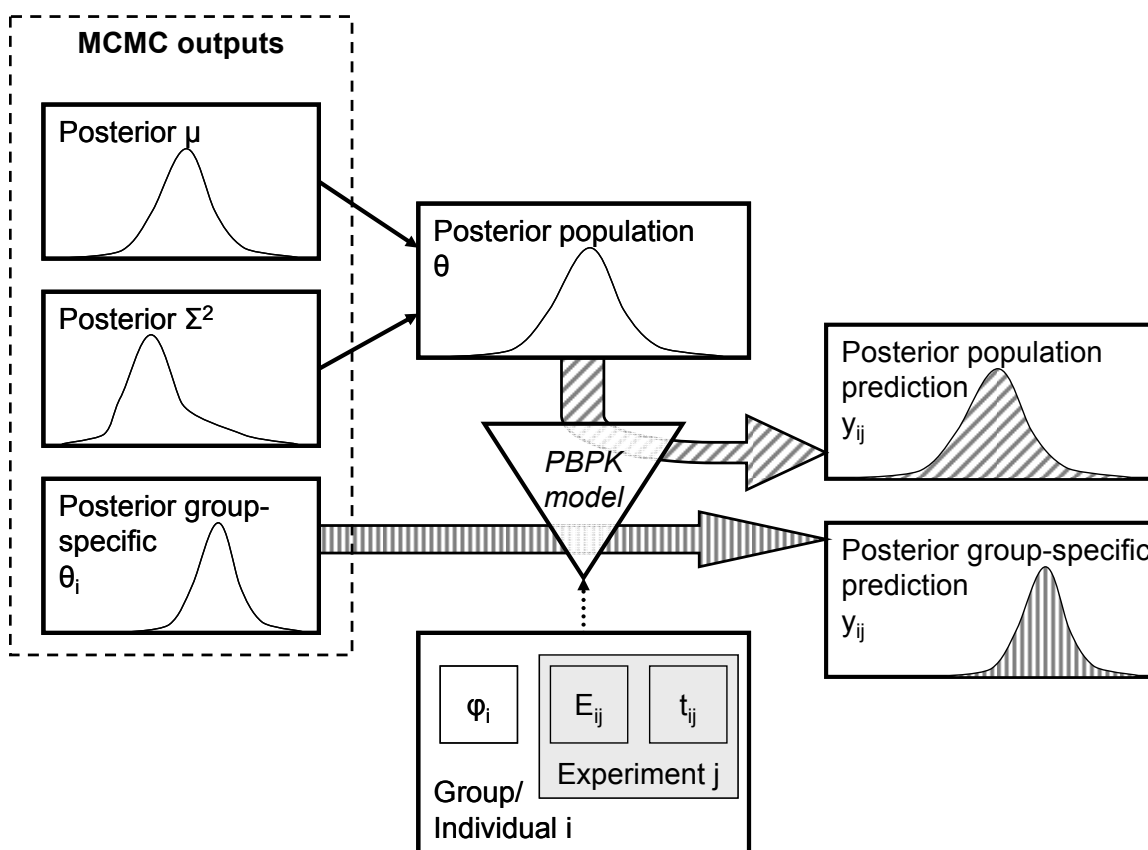 MCMC outputs
Posterior μ
Posterior Σ²
Posterior group-
specific
θᵢ
Posterior population
θ
PBPK
model
Posterior population
prediction
yᵢⱼ
Posterior group-specific
prediction
yᵢⱼ
φᵢ
Eᵢⱼ
tᵢⱼ
Experiment j
Group/
Individual i